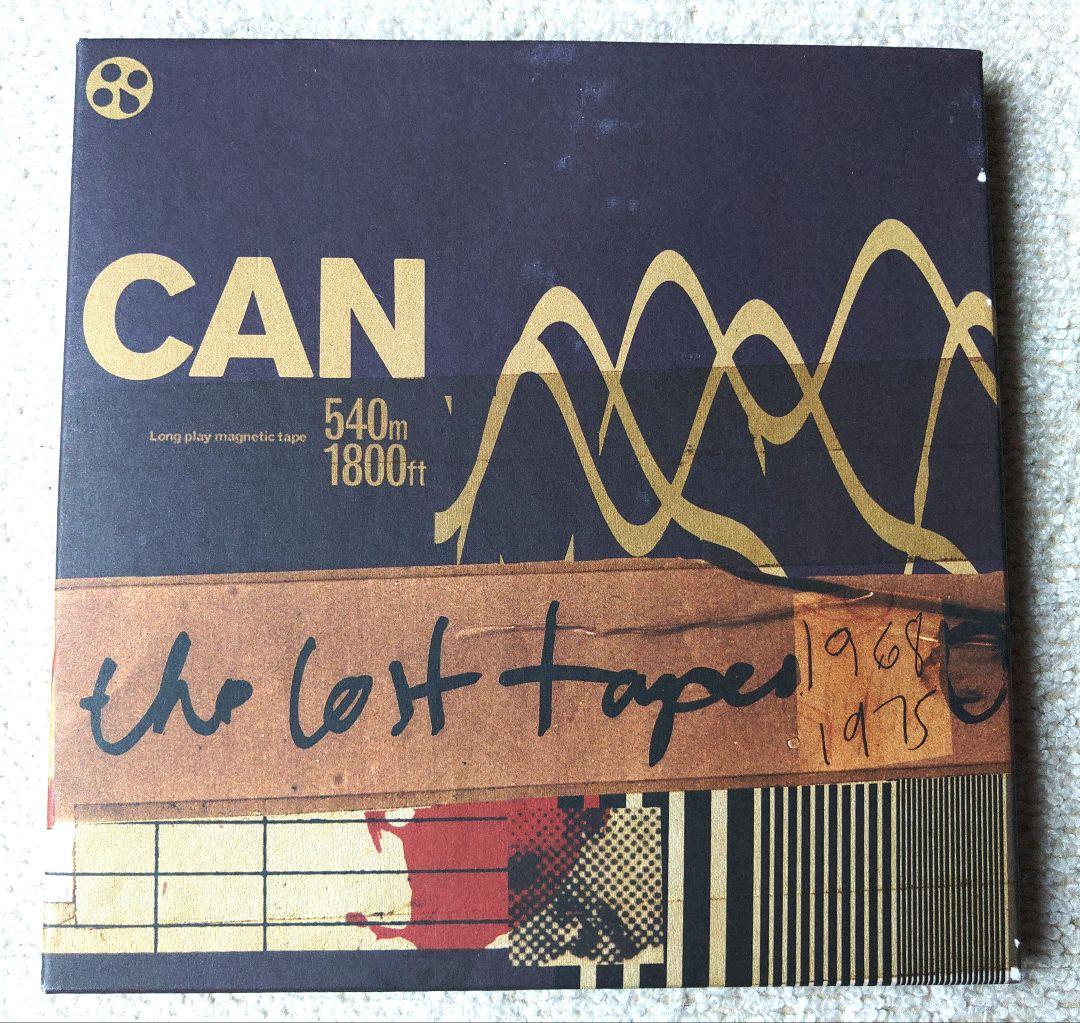 CAN
Long play magnetic tape
540m
1800ft
the lost tapes
1968
1975